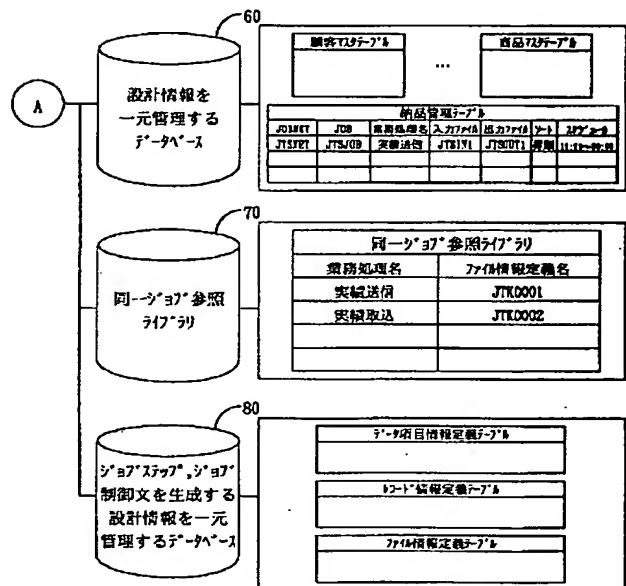 60
顧客マスタテーブル
…
商品マスタテーブル
A
設計情報を
一元管理する
データベース
納品管理テーブル
JOBNET JOB 業務処理名 入力ファイル 出力ファイル ソート スケジュール
JTSNET JTSJOB 実績送信 JTSIN1 JTSOUT1
70
同一ジョブ参照
ライブラリ
同一ジョブ参照ライブラリ
業務処理名 ファイル情報定義名
実績送信 JTK0001
実績取込 JTK0002
80
ジョブステップ,ジョブ
制御文を生成する
設計情報を一元
管理するデータベース
データ項目情報定義テーブル
レコード情報定義テーブル
ファイル情報定義テーブル